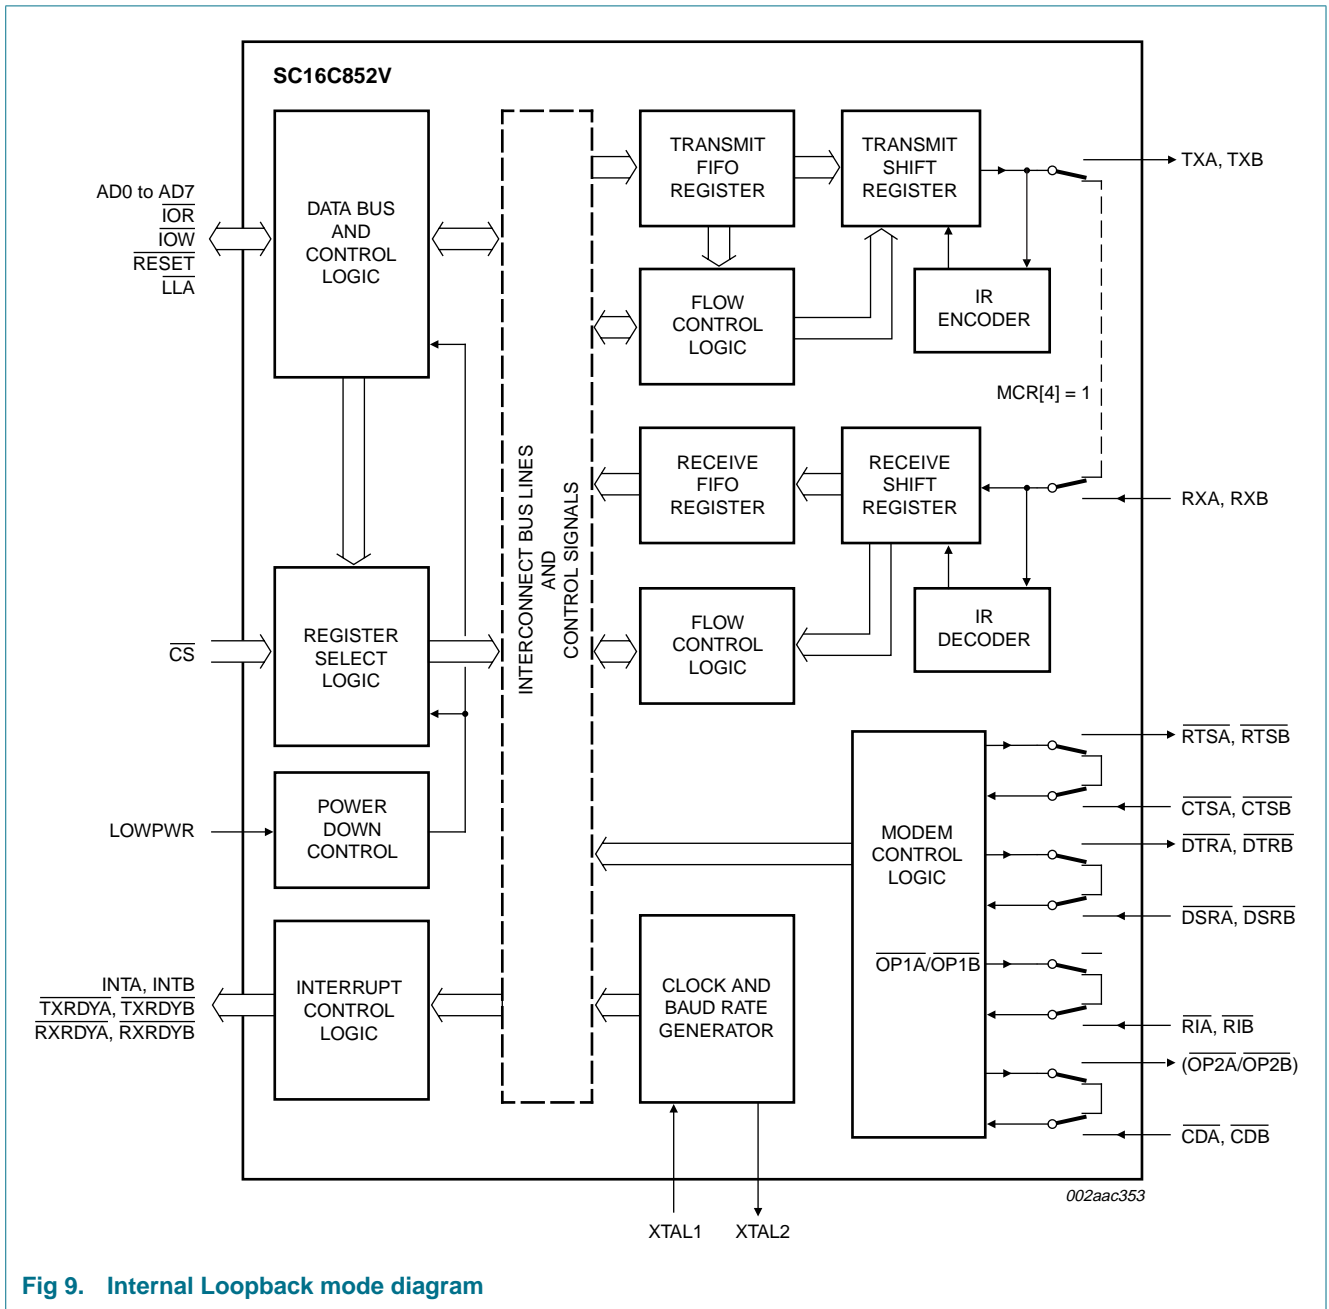 SC16C852V
AD0 to AD7
IOR
IOW
RESET
LLA
DATA BUS
AND
CONTROL
LOGIC
TRANSMIT
FIFO
REGISTER
TRANSMIT
SHIFT
REGISTER
TXA, TXB
FLOW
CONTROL
LOGIC
IR
ENCODER
MCR[4] = 1
INTERCONNECT BUS LINES
AND
CONTROL SIGNALS
RECEIVE
FIFO
REGISTER
RECEIVE
SHIFT
REGISTER
RXA, RXB
CS
REGISTER
SELECT
LOGIC
FLOW
CONTROL
LOGIC
IR
DECODER
LOWPWR
POWER
DOWN
CONTROL
MODEM
CONTROL
LOGIC
OP1A/OP1B
RTSA, RTSB
CTSA, CTSB
DTRA, DTRB
DSRA, DSRB
RIA, RIB
(OP2A/OP2B)
CDA, CDB
INTA, INTB
TXRDYA, TXRDYB
RXRDYA, RXRDYB
INTERRUPT
CONTROL
LOGIC
CLOCK AND
BAUD RATE
GENERATOR
002aac353
XTAL1
XTAL2
Fig 9. Internal Loopback mode diagram